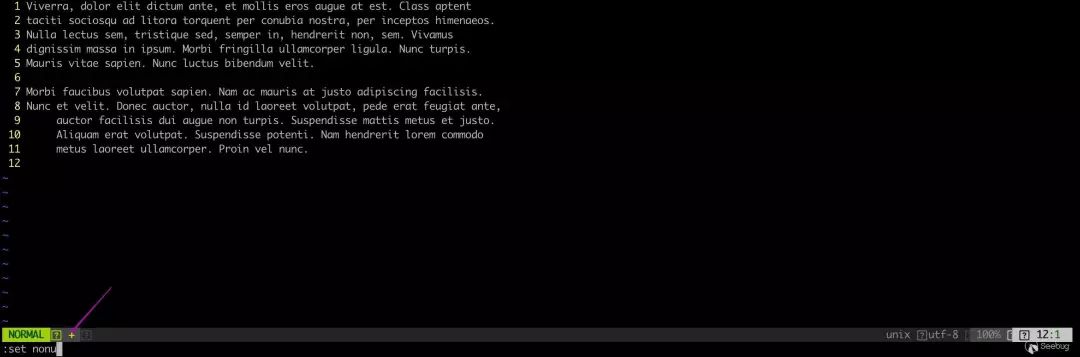 1 Viverra, dolor elit dictum ante, et mollis eros augue at est. Class aptent
2 taciti sociosqu ad litora torquent per conubia nostra, per inceptos himenaeos.
3 Nulla lectus sem, tristique sed, semper in, hendrerit non, sem. Vivamus
4 dignissim massa in ipsum. Morbi fringilla ullamcorper ligula. Nunc turpis.
5 Mauris vitae sapien. Nunc luctus bibendum velit.
6
7 Morbi faucibus volutpat sapien. Nam ac mauris at justo adipiscing facilisis.
8 Nunc et velit. Donec auctor, nulla id laoreet volutpat, pede erat feugiat ante,
9 auctor facilisis dui augue non turpis. Suspendisse mattis metus et justo.
10 Aliquam erat volutpat. Suspendisse potenti. Nam hendrerit lorem commodo
11 metus laoreet ullamcorper. Proin vel nunc.
12
~
~
~
~
~
~
~
~
~
~
~
NORMAL ? + ? unix ?utf-8 ? 100% ? ? 12:1
:set nonu
Seebug